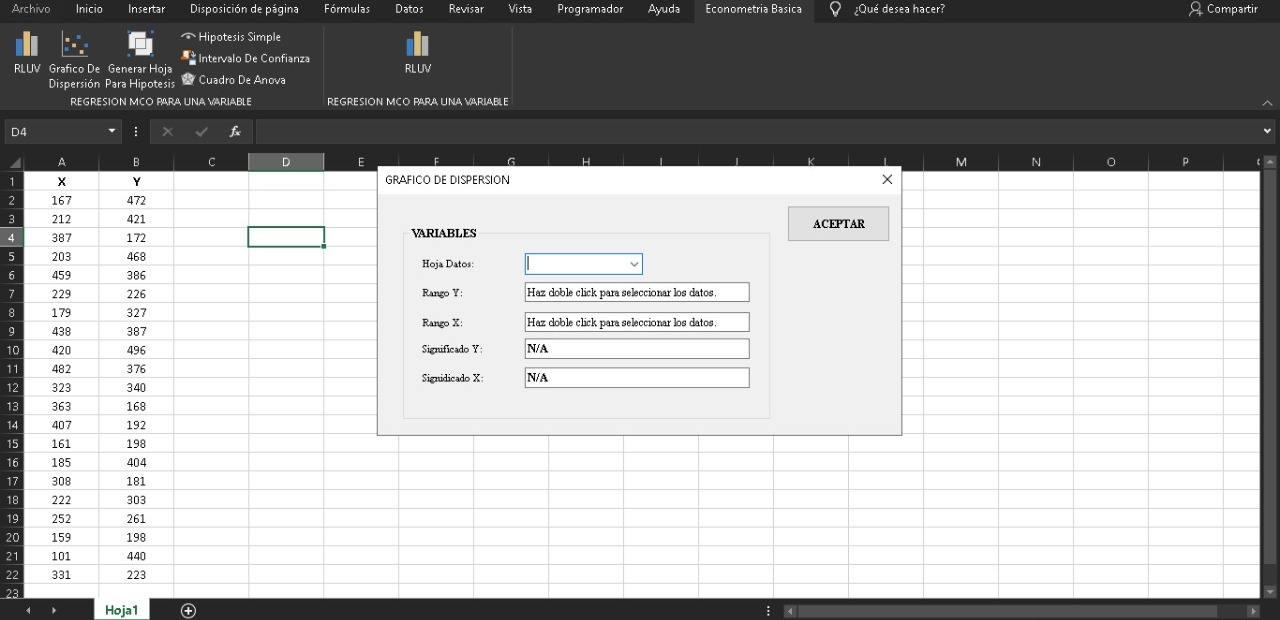 Archivo Inicio Insertar Disposición de página Fórmulas Datos Revisar Vista Programador Ayuda Econometria Basica ¿Qué desea hacer? Compartir
RLUV
Grafico De
Dispersión
Generar Hoja
Para Hipotesis
Hipotesis Simple
Intervalo De Confianza
Cuadro De Anova
REGRESION MCO PARA UNA VARIABLE
RLUV
REGRESION MCO PARA UNA VARIABLE
D4 fx
A B C D E F G H I J K L M N O P
1 X Y
2 167 472
3 212 421
4 387 172
5 203 468
6 459 386
7 229 226
8 179 327
9 438 387
10 420 496
11 482 376
12 323 340
13 363 168
14 407 192
15 161 198
16 185 404
17 308 181
18 222 303
19 252 261
20 159 198
21 101 440
22 331 223
23
GRAFICO DE DISPERSION
ACEPTAR
VARIABLES
Hoja Datos:
Rango Y: Haz doble click para seleccionar los datos.
Rango X: Haz doble click para seleccionar los datos.
Significado Y: N/A
Signidicado X: N/A
Hoja1